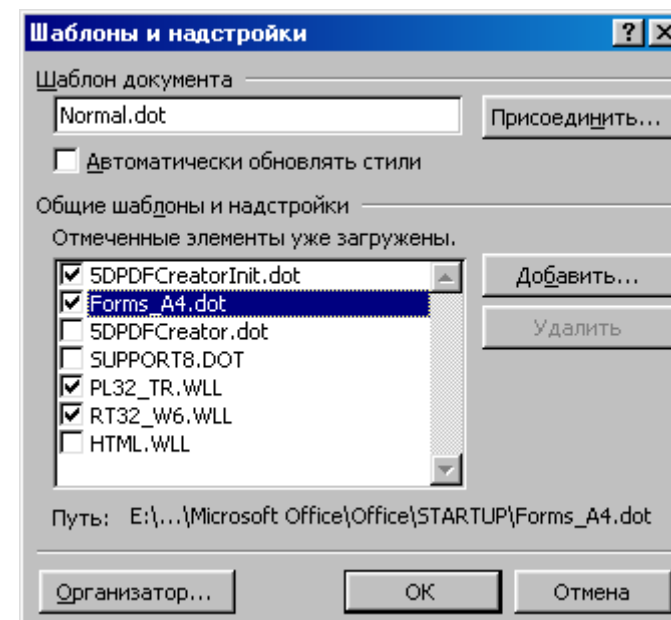 Шаблоны и надстройки
Шаблон документа
Normal.dot
Присоединить...
Автоматически обновлять стили
Общие шаблоны и надстройки
Отмеченные элементы уже загружены.
5DPDFCreatorInit.dot
Forms_A4.dot
5DPDFCreator.dot
SUPPORT8.DOT
PL32_TR.WLL
RT32_W6.WLL
HTML.WLL
Добавить...
Удалить
Путь: E:\...\Microsoft Office\Office\STARTUP\Forms_A4.dot
Организатор...
ОК
Отмена